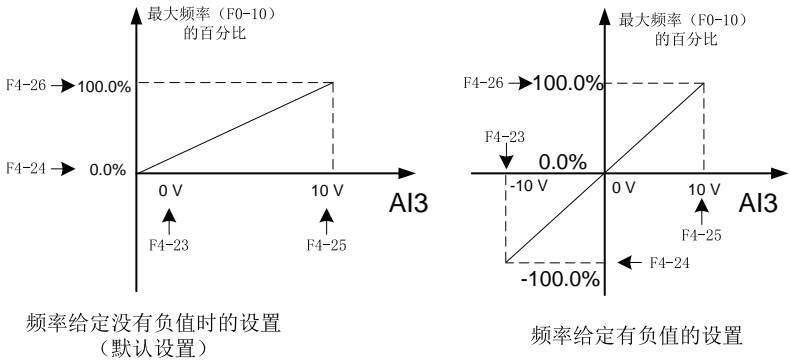 最大频率（F0-10）
的百分比
F4-26
100.0%
F4-24
0.0%
0 V
10 V
AI3
F4-23
F4-25
频率给定没有负值时的设置
（默认设置）
最大频率（F0-10）
的百分比
F4-26
100.0%
F4-23
0.0%
-10 V
0 V
10 V
AI3
F4-25
F4-24
-100.0%
频率给定有负值的设置